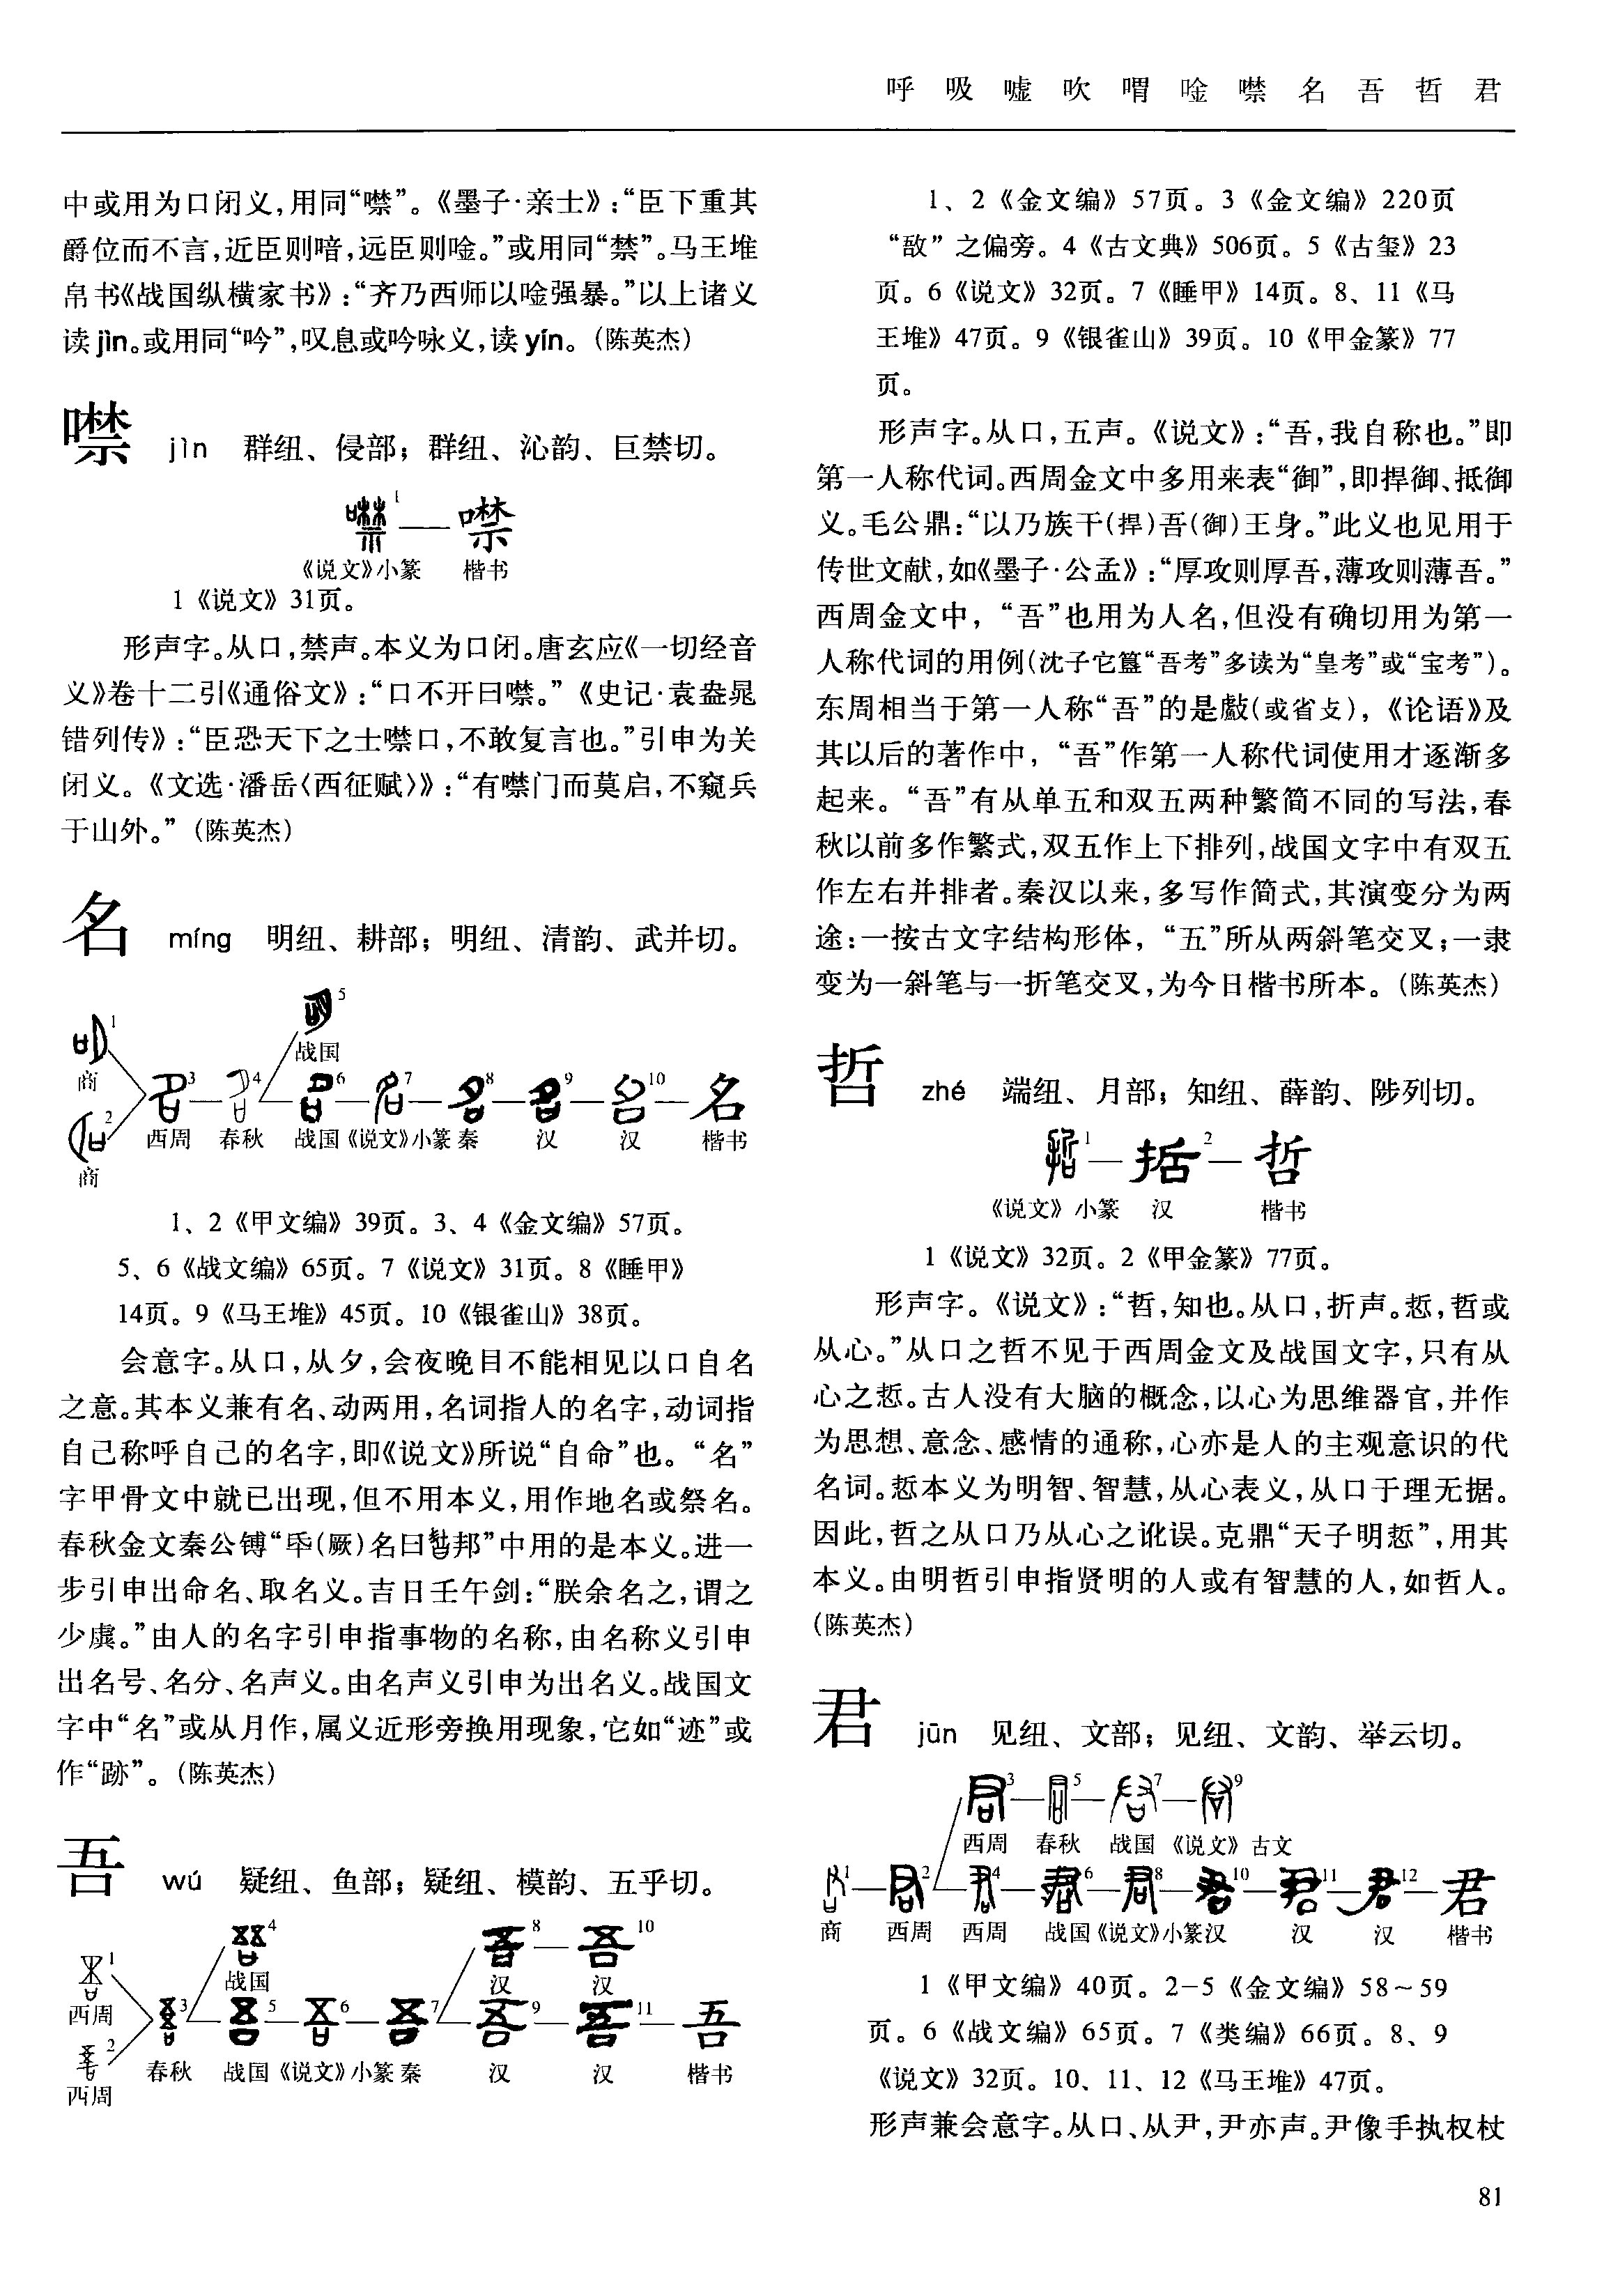 呼 吸 嘘 吹 喟 唫 噤 名 吾 哲 君
中或用为口闭义,用同“噤”。《墨子·亲士》:“臣下重其
爵位而不言,近臣则喑,远臣则唫。”或用同“禁”。马王堆
帛书《战国纵横家书》:“齐乃西师以唫强暴。”以上诸义
读jìn。或用同“吟”,叹息或吟咏义,读yín。(陈英杰)
噤 jìn 群纽、侵部;群纽、沁韵、巨禁切。
噤1—噤
《说文》小篆 楷书
1《说文》31页。
形声字。从口,禁声。本义为口闭。唐玄应《一切经音
义》卷十二引《通俗文》:“口不开曰噤。”《史记·袁盎晁
错列传》:“臣恐天下之士噤口,不敢复言也。”引申为关
闭义。《文选·潘岳〈西征赋〉》:“有噤门而莫启,不窥兵
于山外。”(陈英杰)
名 míng 明纽、耕部;明纽、清韵、武并切。
5
战国
1
商
2
商
3 4 6 7 8 9 10 名
西周 春秋 战国《说文》小篆 秦 汉 汉 楷书
1、2《甲文编》39页。3、4《金文编》57页。
5、6《战文编》65页。7《说文》31页。8《睡甲》
14页。9《马王堆》45页。10《银雀山》38页。
会意字。从口,从夕,会夜晚目不能相见以口自名
之意。其本义兼有名、动两用,名词指人的名字,动词指
自己称呼自己的名字,即《说文》所说“自命”也。“名”
字甲骨文中就已出现,但不用本义,用作地名或祭名。
春秋金文秦公镈“氒(厥)名曰邦”中用的是本义。进一
步引申出命名、取名义。吉日壬午剑:“朕余名之,谓之
少虡。”由人的名字引申指事物的名称,由名称义引申
出名号、名分、名声义。由名声义引申为出名义。战国文
字中“名”或从月作,属义近形旁换用现象,它如“迹”或
作“跡”。(陈英杰)
吾 wú 疑纽、鱼部;疑纽、模韵、五乎切。
4
战国
8 10
汉 汉
1
西周
2
西周
3 5 6 7 9 11 吾
春秋 战国《说文》小篆 秦 汉 汉 楷书
1、2《金文编》57页。3《金文编》220页
“敔”之偏旁。4《古文典》506页。5《古玺》23
页。6《说文》32页。7《睡甲》14页。8、11《马
王堆》47页。9《银雀山》39页。10《甲金篆》77
页。
形声字。从口,五声。《说文》:“吾,我自称也。”即
第一人称代词。西周金文中多用来表“御”,即捍御、抵御
义。毛公鼎:“以乃族干(捍)吾(御)王身。”此义也见用于
传世文献,如《墨子·公孟》:“厚攻则厚吾,薄攻则薄吾。”
西周金文中,“吾”也用为人名,但没有确切用为第一
人称代词的用例(沈子它簋“吾考”多读为“皇考”或“宝考”)。
东周相当于第一人称“吾”的是䱷(或省攴),《论语》及
其以后的著作中,“吾”作第一人称代词使用才逐渐多
起来。“吾”有从单五和双五两种繁简不同的写法,春
秋以前多作繁式,双五作上下排列,战国文字中有双五
作左右并排者。秦汉以来,多写作简式,其演变分为两
途:一按古文字结构形体,“五”所从两斜笔交叉;一隶
变为一斜笔与一折笔交叉,为今日楷书所本。(陈英杰)
哲 zhé 端纽、月部;知纽、薛韵、陟列切。
1 2 哲
《说文》小篆 汉 楷书
1《说文》32页。2《甲金篆》77页。
形声字。《说文》:“哲,知也。从口,折声。悊,哲或
从心。”从口之哲不见于西周金文及战国文字,只有从
心之悊。古人没有大脑的概念,以心为思维器官,并作
为思想、意念、感情的通称,心亦是人的主观意识的代
名词。悊本义为明智、智慧,从心表义,从口于理无据。
因此,哲之从口乃从心之讹误。克鼎“天子明悊”,用其
本义。由明哲引申指贤明的人或有智慧的人,如哲人。
(陈英杰)
君 jūn 见纽、文部;见纽、文韵、举云切。
3 5 7 9
西周 春秋 战国《说文》古文
1 2 4 6 8 10 11 12 君
商 西周 西周 战国《说文》小篆 汉 汉 汉 楷书
1《甲文编》40页。2-5《金文编》58~59
页。6《战文编》65页。7《类编》66页。8、9
《说文》32页。10、11、12《马王堆》47页。
形声兼会意字。从口、从尹,尹亦声。尹像手执权杖
81